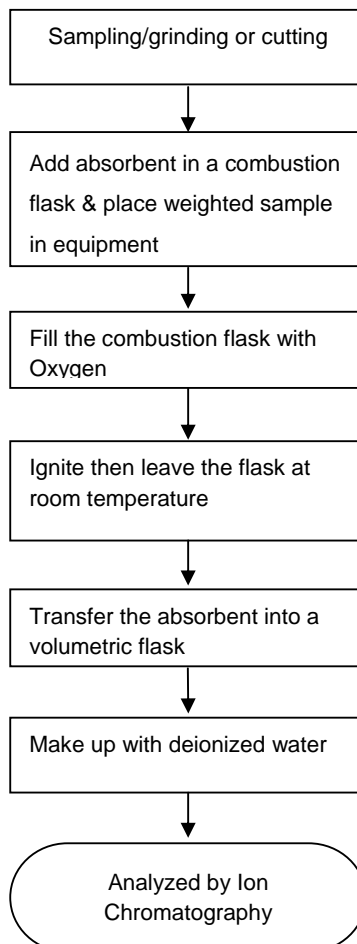 Sampling/grinding or cutting
Add absorbent in a combustion
flask & place weighted sample
in equipment
Fill the combustion flask with
Oxygen
Ignite then leave the flask at
room temperature
Transfer the absorbent into a
volumetric flask
Make up with deionized water
Analyzed by Ion
Chromatography